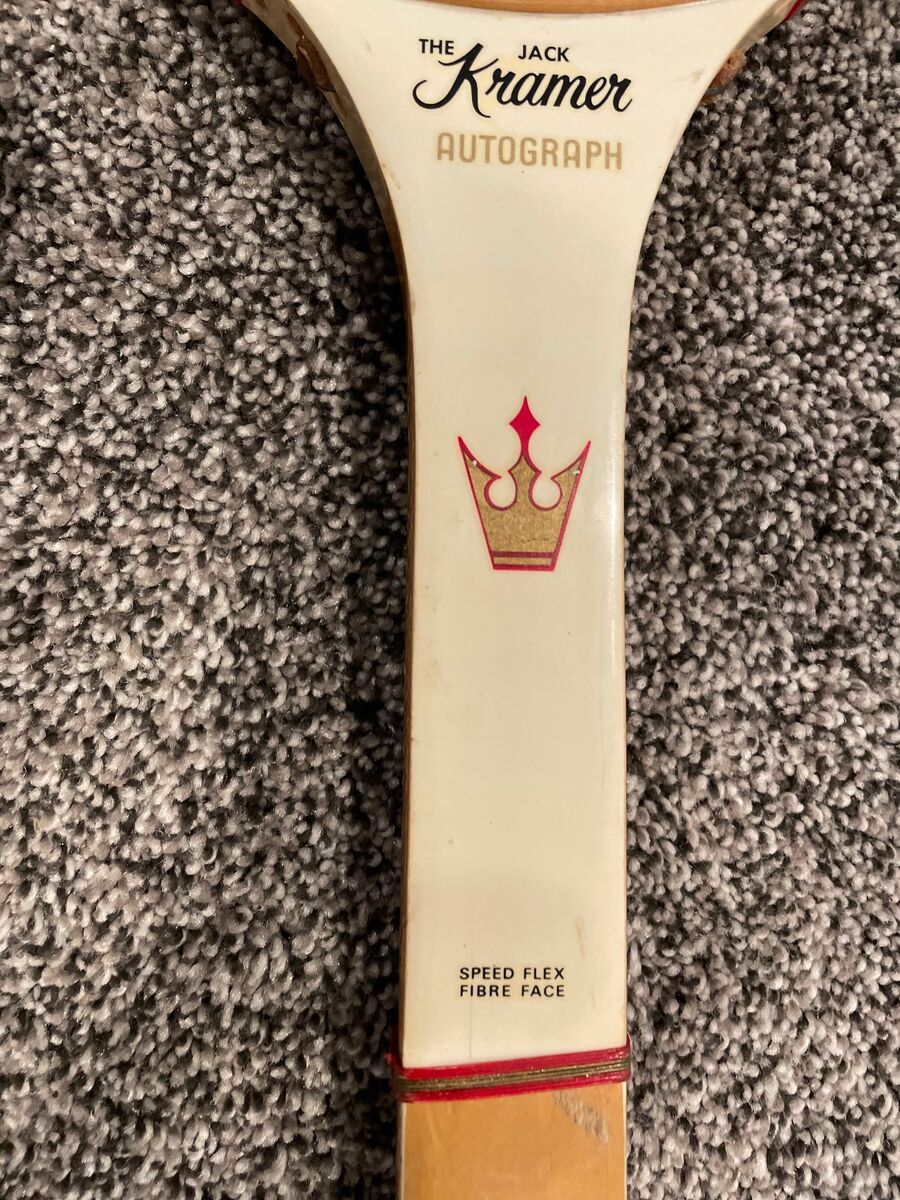 THE JACK
Kramer
AUTOGRAPH
SPEED FLEX
FIBRE FACE